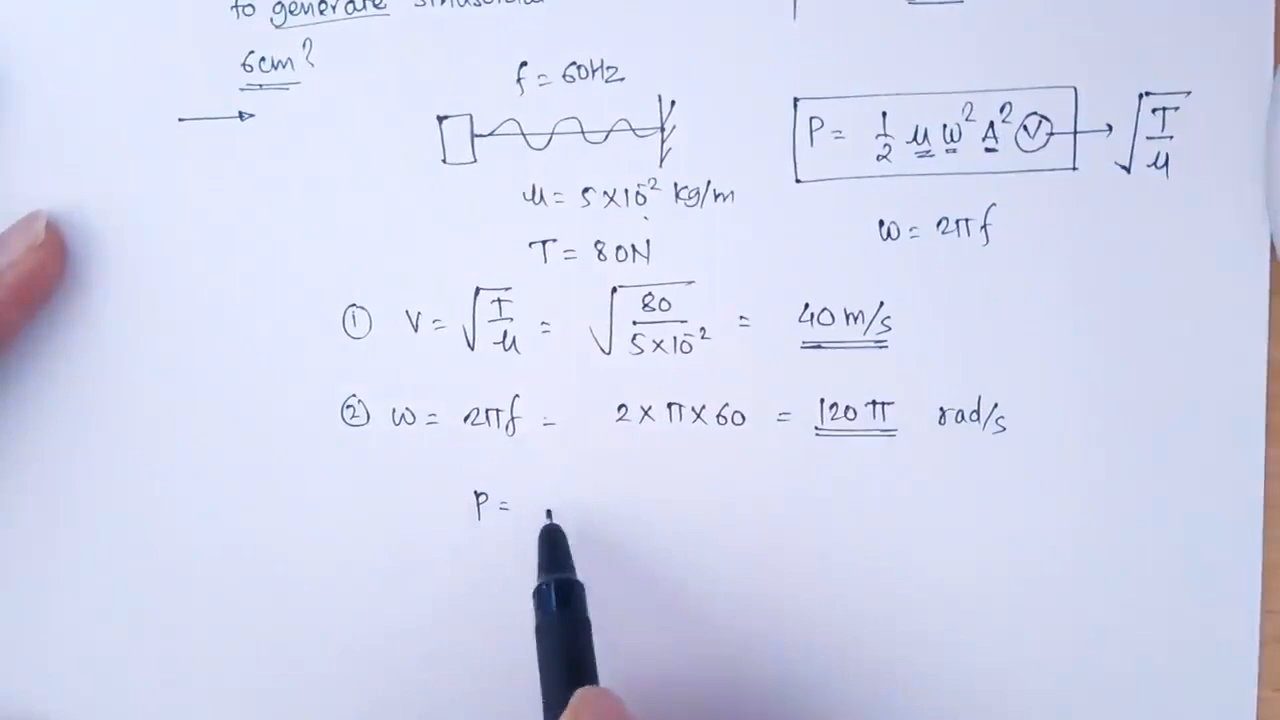 to generate
6cm?
f = 60Hz
P = 1/2 μ ω² A² V → √(T/μ)
μ = 5×10⁻² kg/m
ω = 2πf
T = 80N
① V = √(T/μ) = √(80/(5×10⁻²)) = 40 m/s
② ω = 2πf = 2×π×60 = 120π rad/s
P =